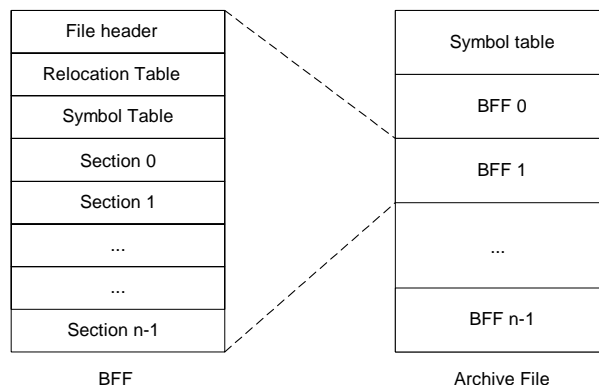 File header
Relocation Table
Symbol Table
Section 0
Section 1
...
...
Section n-1
BFF
Symbol table
BFF 0
BFF 1
...
BFF n-1
Archive File